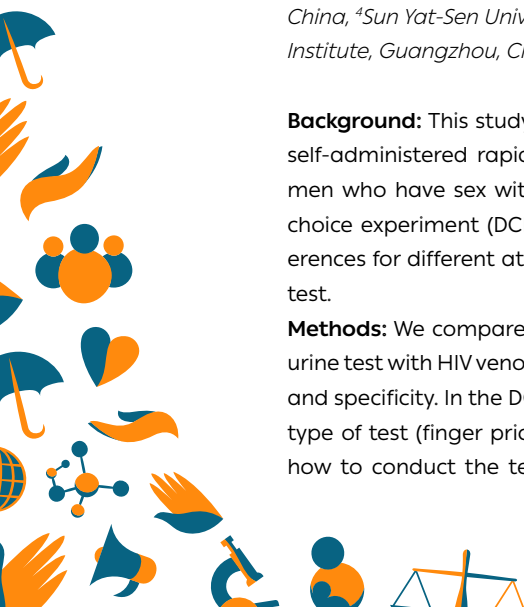 China, ⁴Sun Yat-Sen Univ
Institute, Guangzhou, C
Background: This study
self-administered rapid
men who have sex wit
choice experiment (DC
erences for different at
test.
Methods: We compare
urine test with HIV veno
and specificity. In the D
type of test (finger pric
how to conduct the te